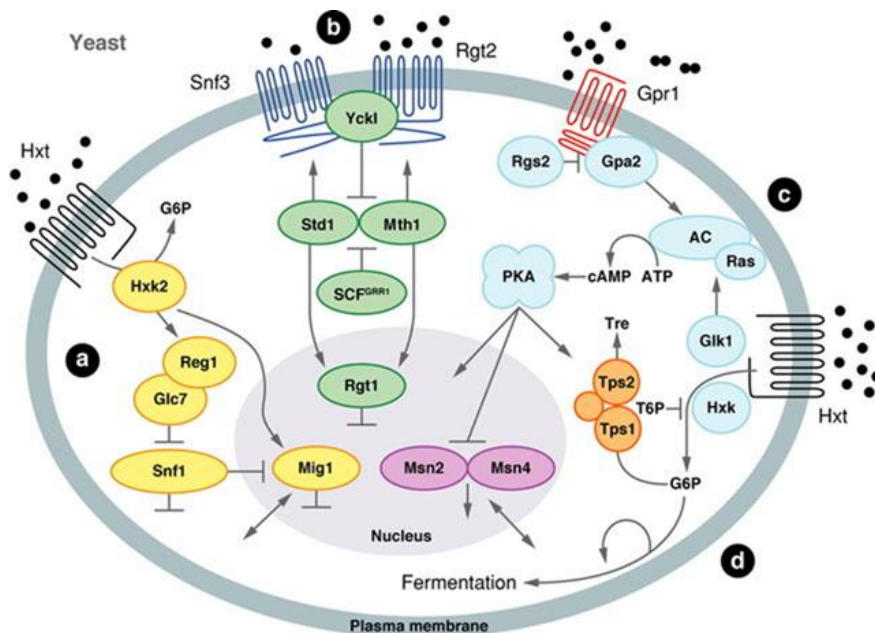 Yeast
b
Snf3
Rgt2
Gpr1
YckI
Hxt
G6P
Rgs2
Gpa2
c
Std1
Mth1
AC
Ras
Hxk2
SCFGRR1
PKA
cAMP
ATP
Glk1
a
Reg1
Glc7
Tre
Tps2
Tps1
T6P
Hxk
Hxt
Rgt1
Snf1
Mig1
Msn2
Msn4
G6P
Nucleus
d
Fermentation
Plasma membrane